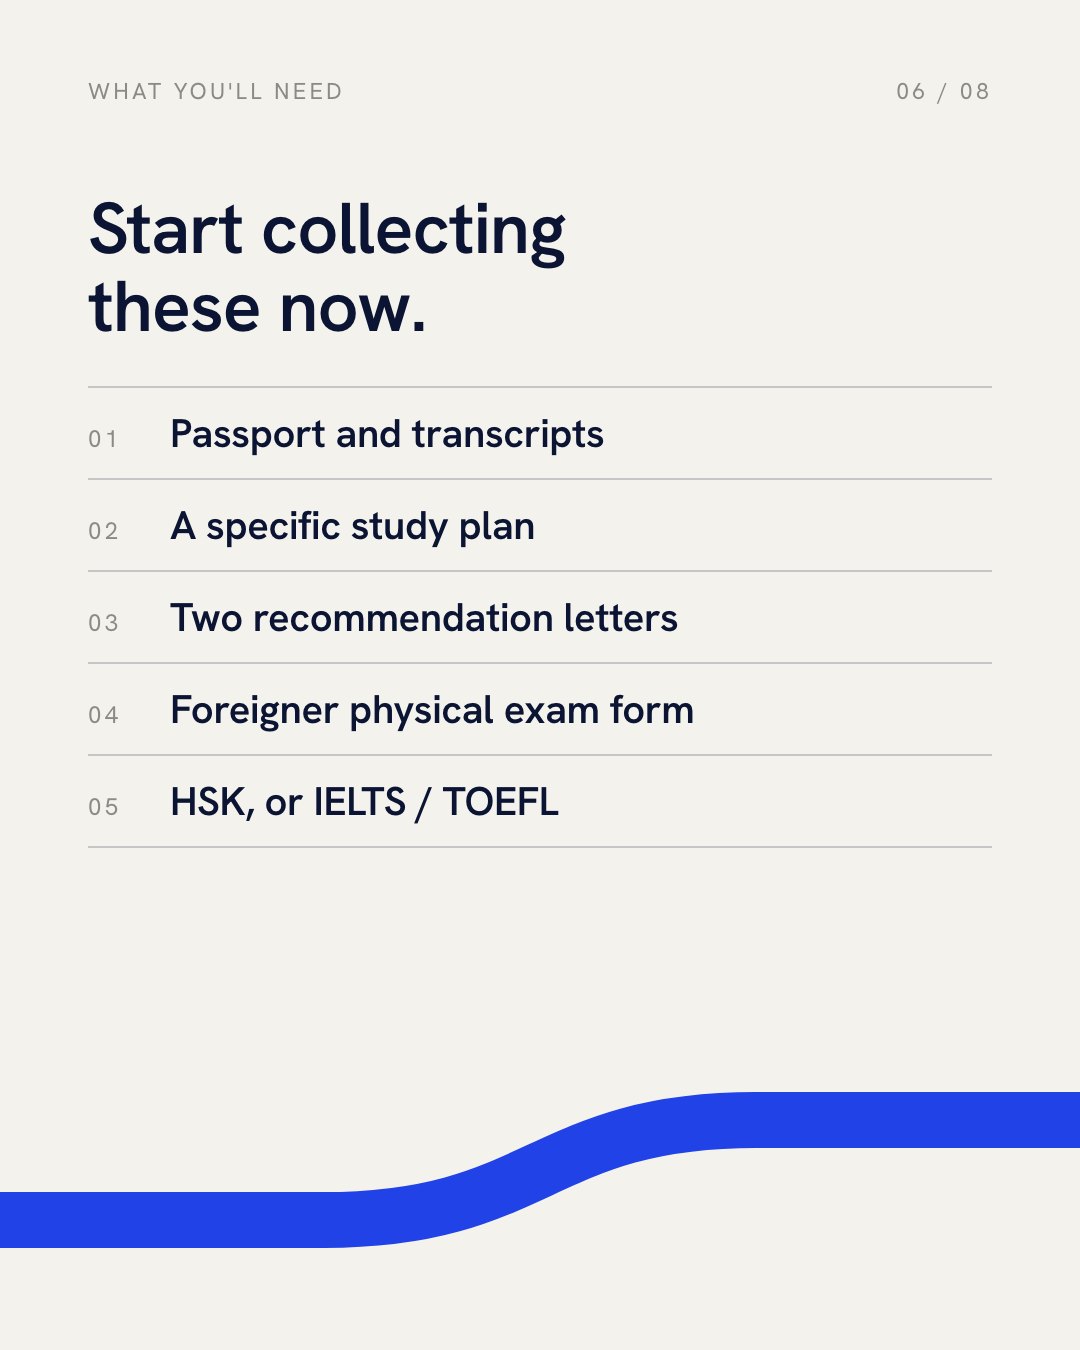 WHAT YOU'LL NEED
06 / 08
Start collecting
these now.
01 Passport and transcripts
02 A specific study plan
03 Two recommendation letters
04 Foreigner physical exam form
05 HSK, or IELTS / TOEFL